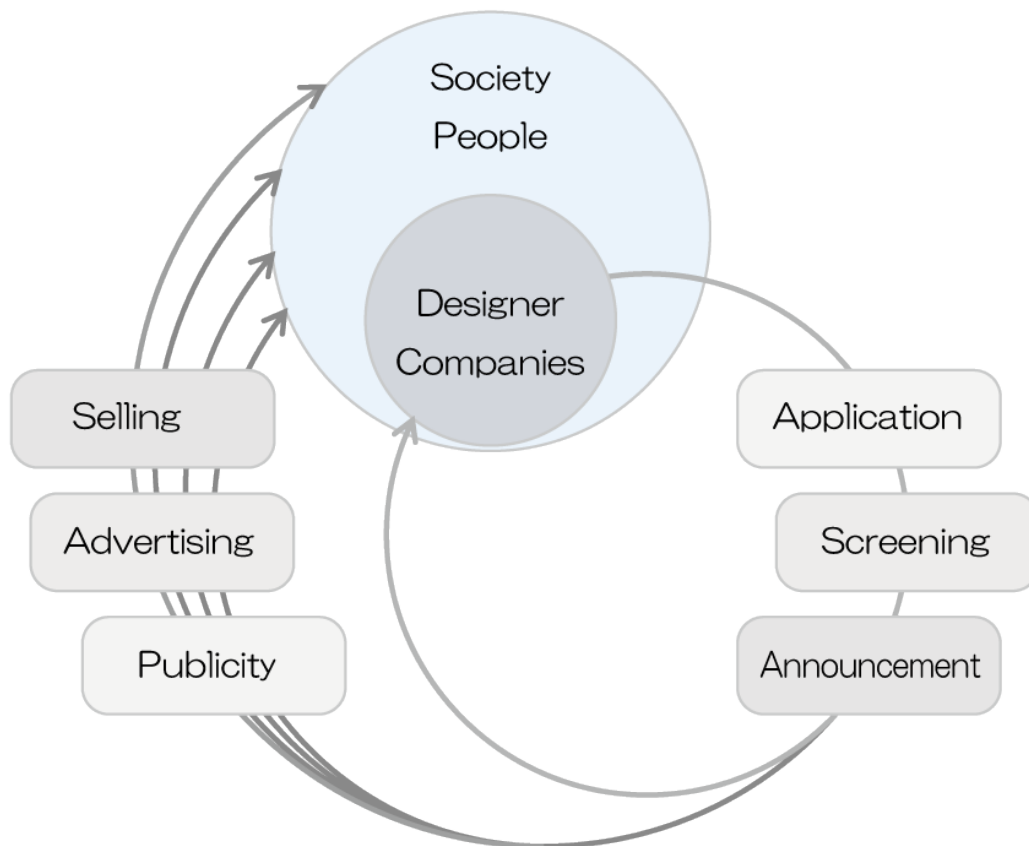 Society
People
Designer
Companies
Selling
Advertising
Publicity
Application
Screening
Announcement